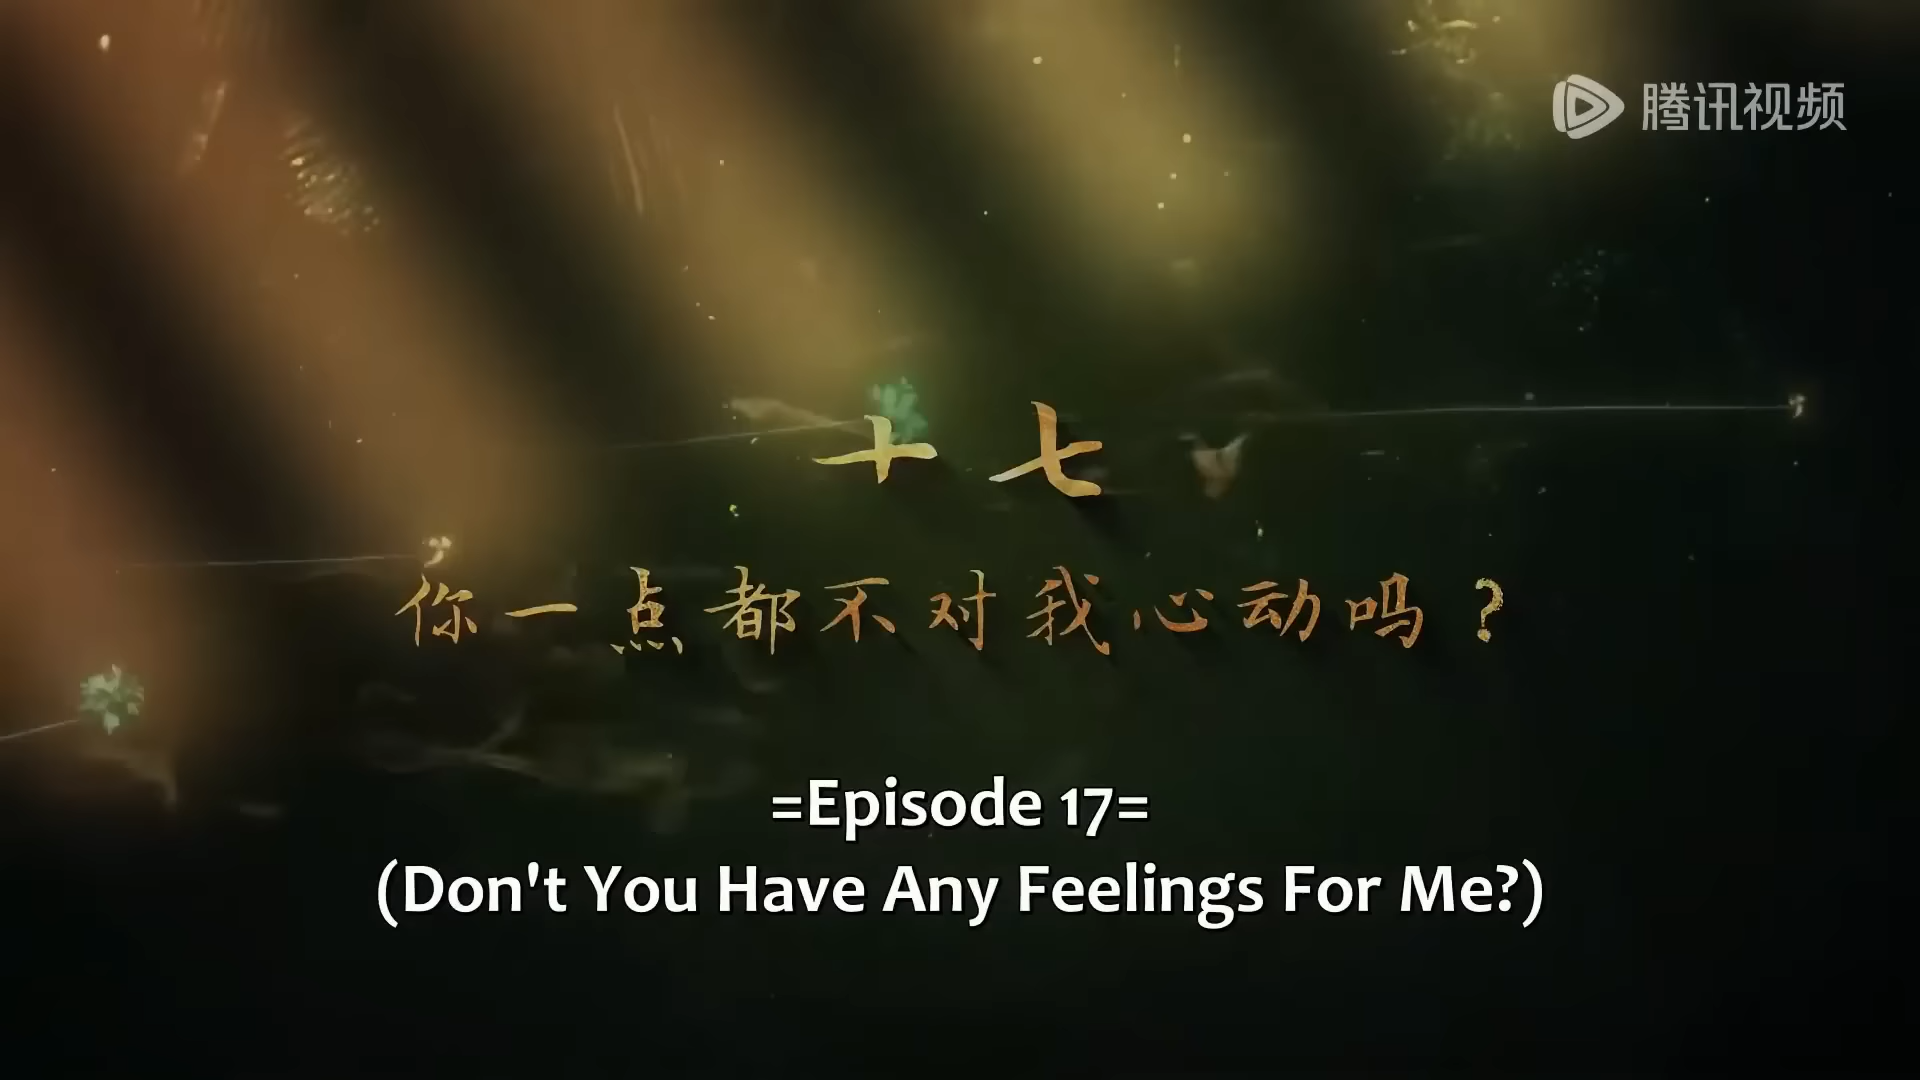 腾讯视频
十七
你一点都不对我心动吗？
=Episode 17=
(Don't You Have Any Feelings For Me?)